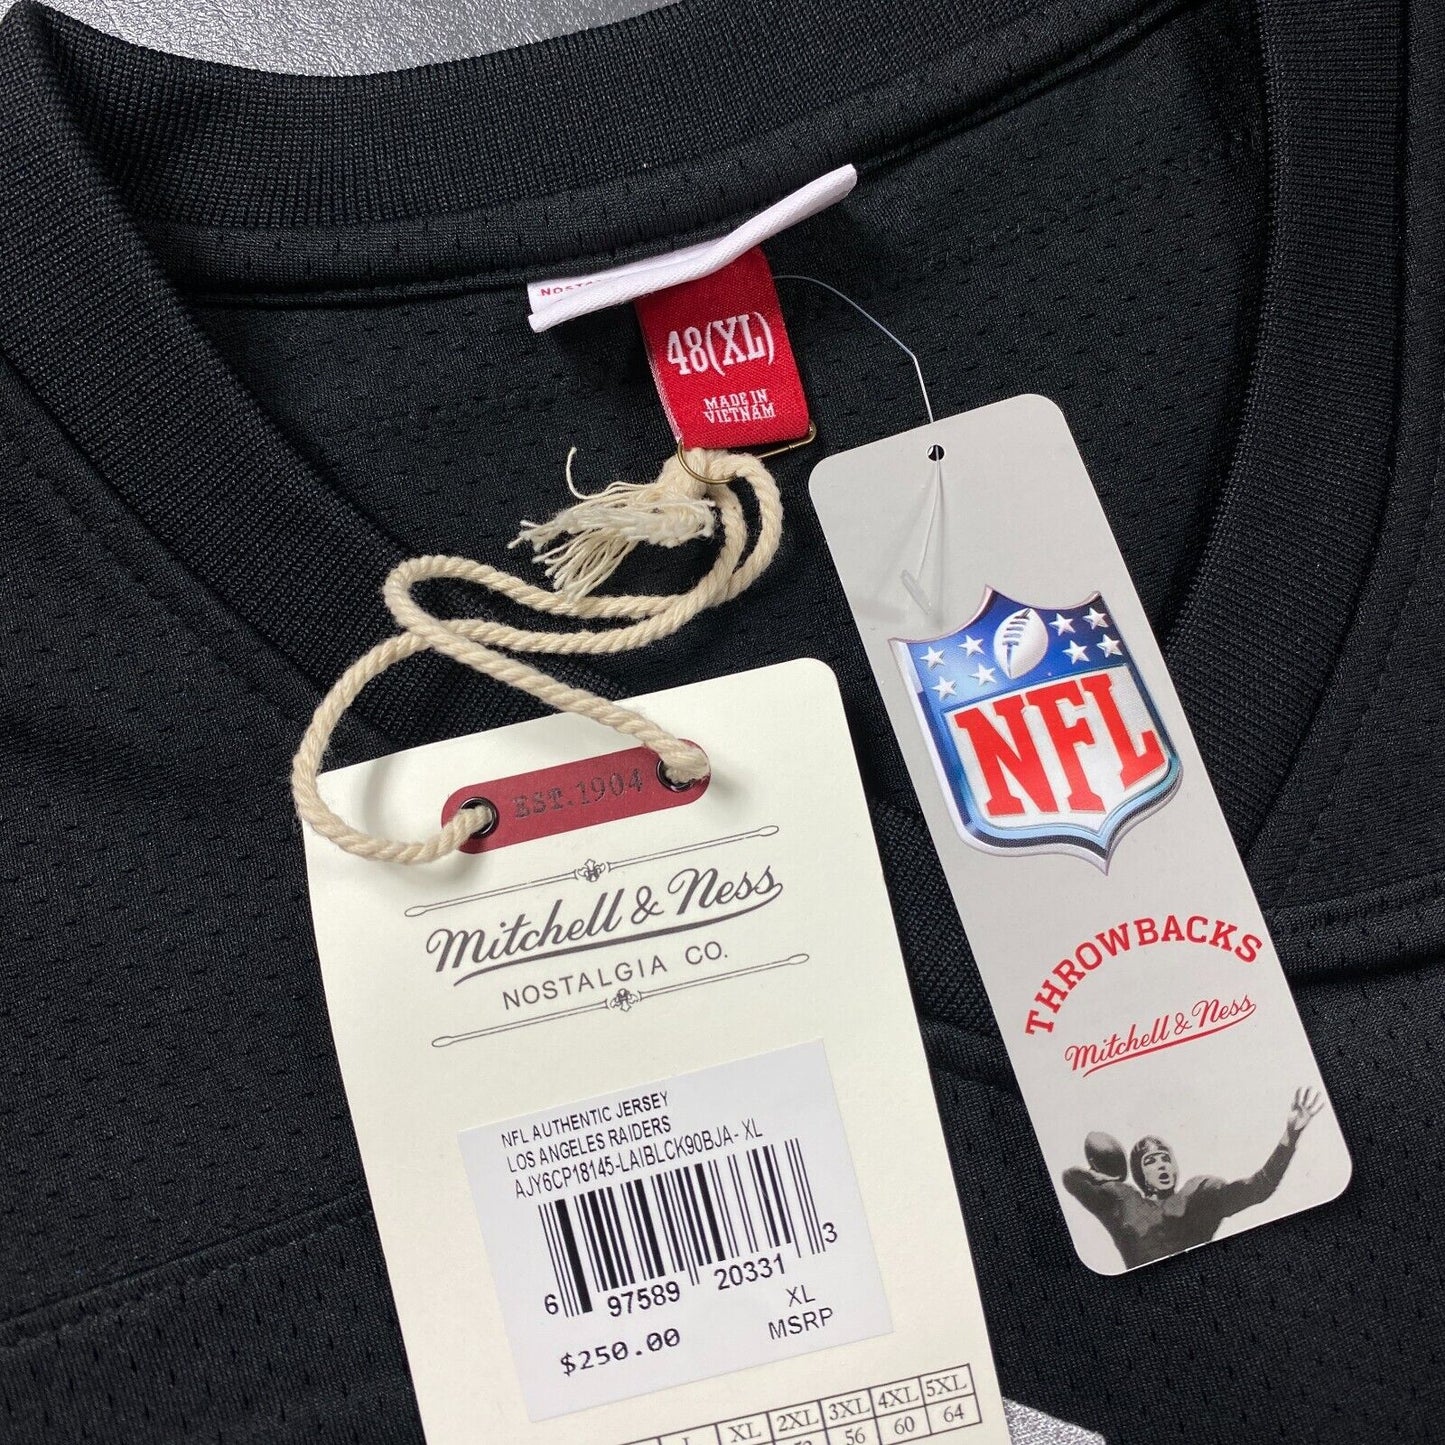 48(XL)
MADE IN
VIETNAM
NFL
THROWBACKS
Mitchell & Ness
EST.1904
Mitchell & Ness
NOSTALGIA CO.
NFL AUTHENTIC JERSEY
LOS ANGELES RAIDERS
AJY6CP18145-LAIBLCK90BJA- XL
6 97589 20331 3
XL
$250.00 MSRP
XL 2XL 3XL 4XL 5XL
56 60 64